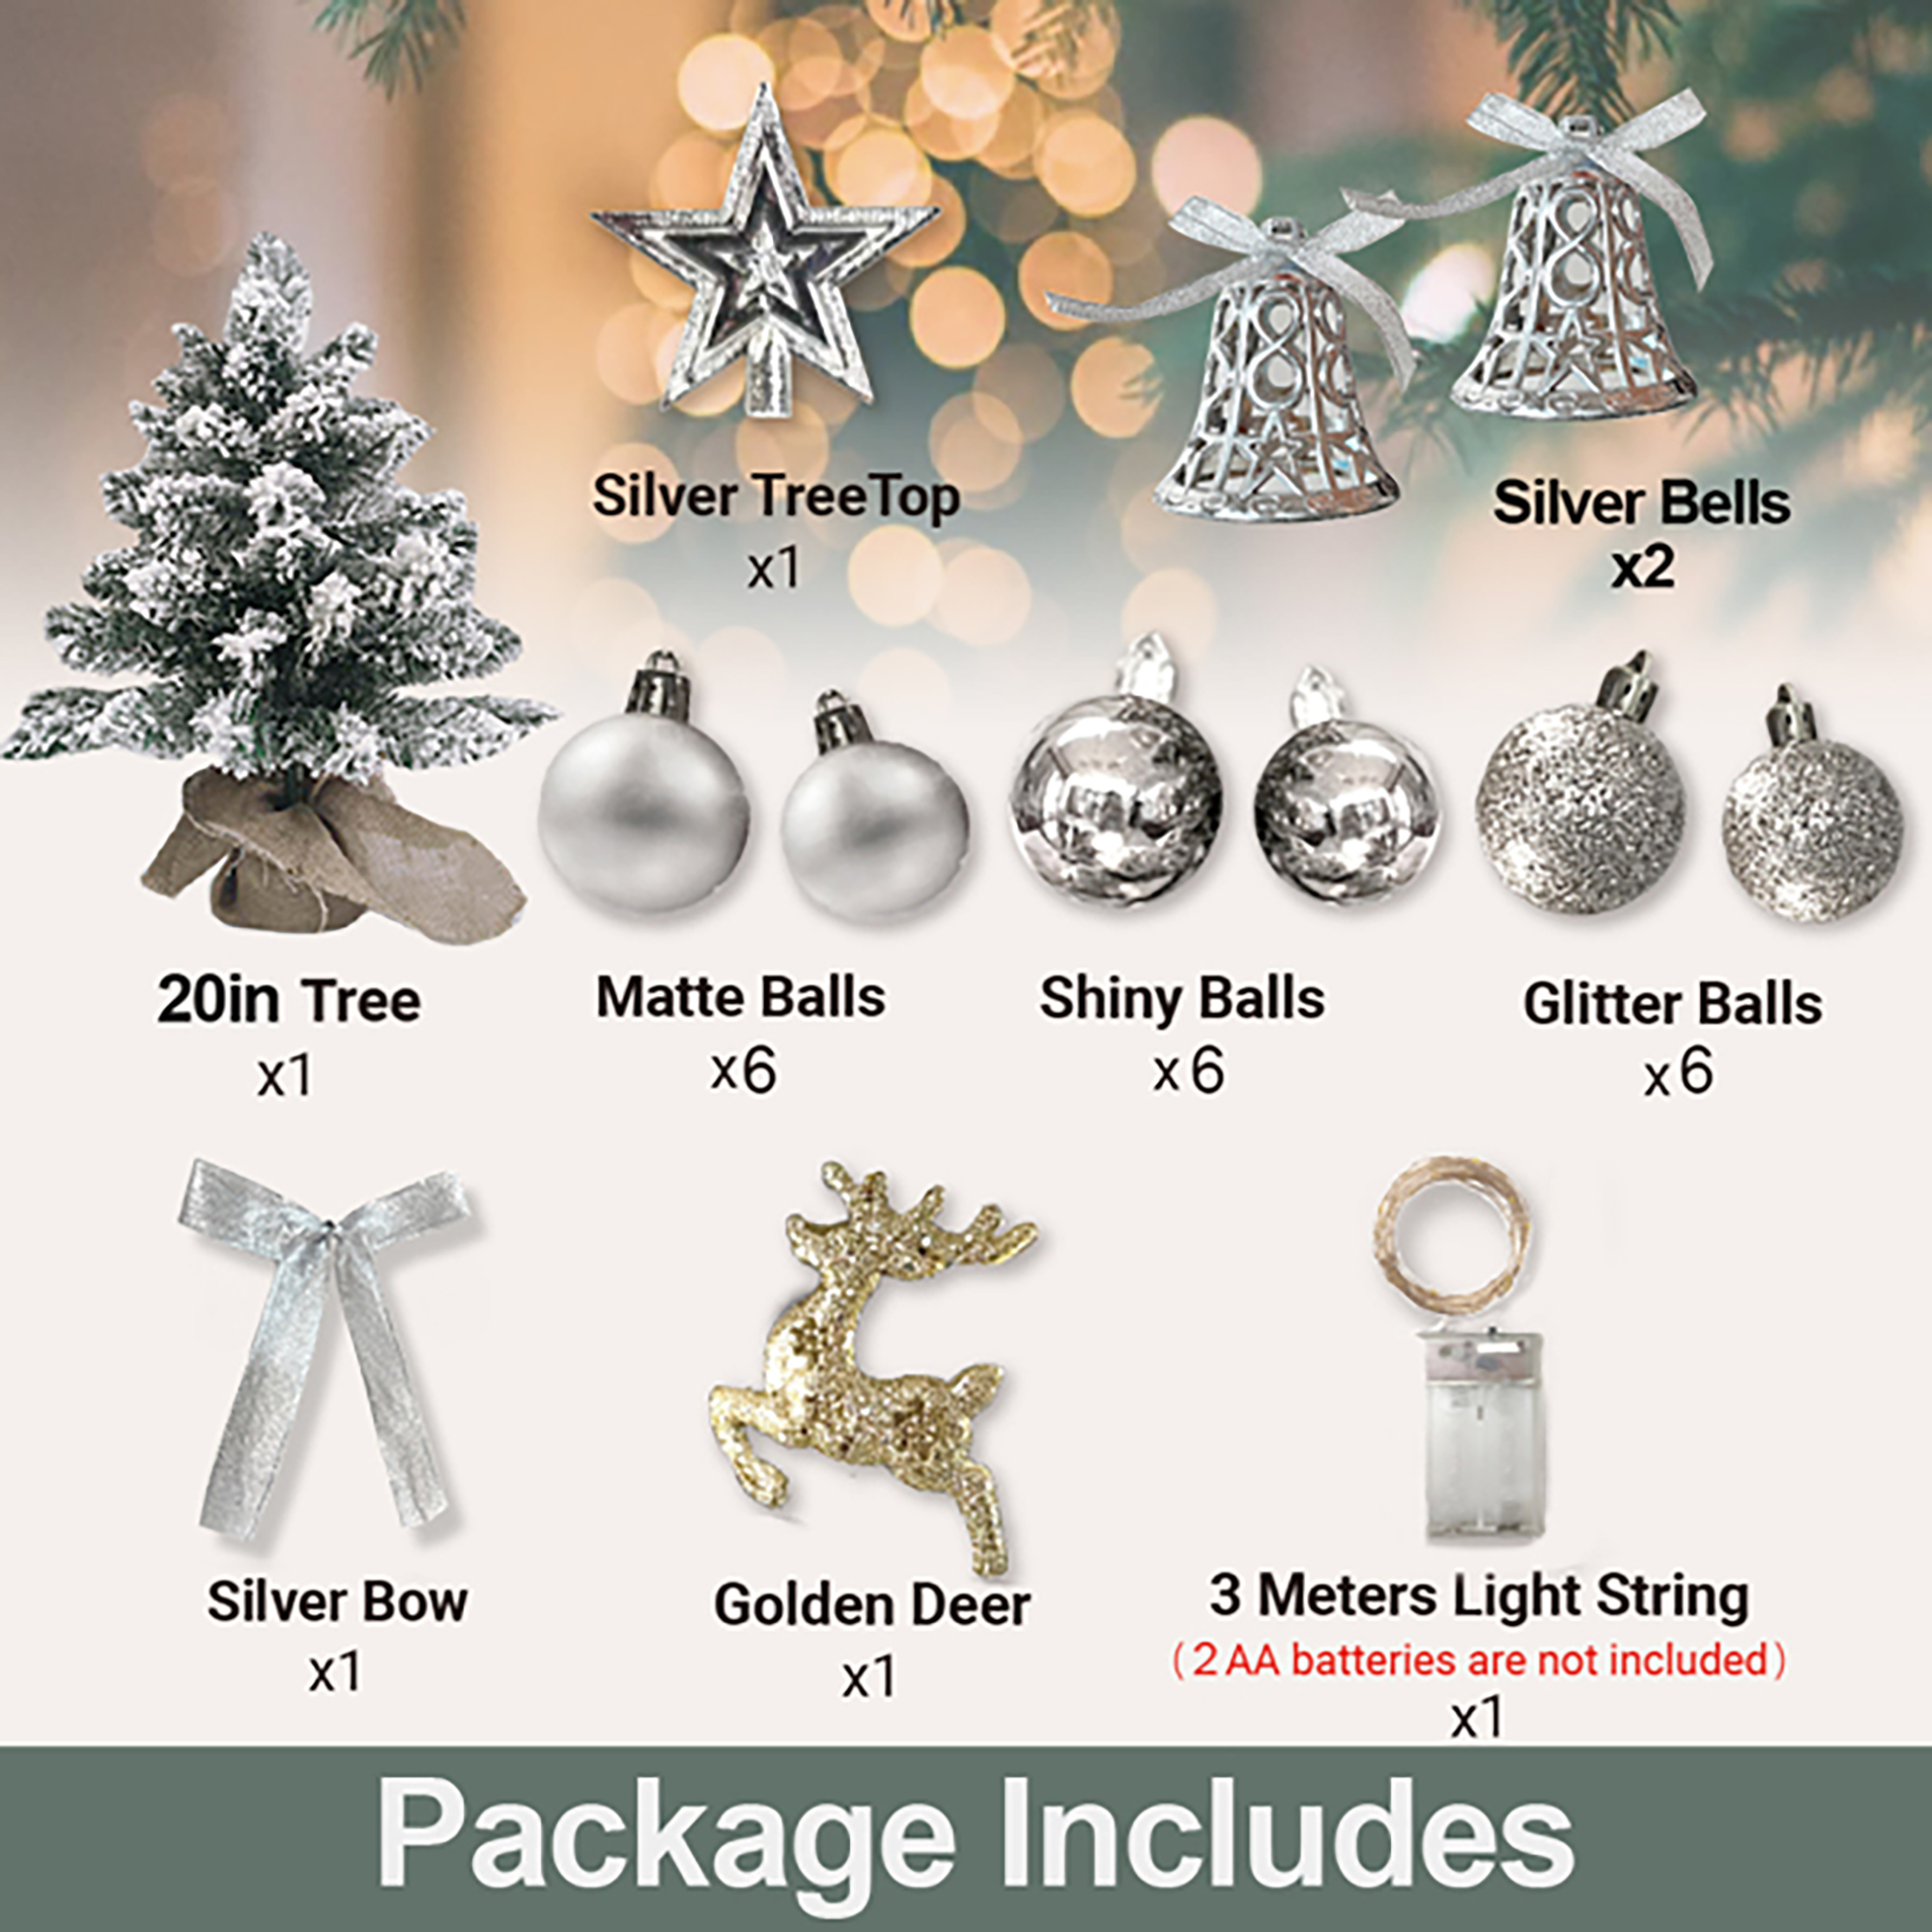 Silver TreeTop
x1
Silver Bells
x2
20in Tree
x1
Matte Balls
x6
Shiny Balls
x6
Glitter Balls
x6
Silver Bow
x1
Golden Deer
x1
3 Meters Light String
(2 AA batteries are not included)
x1
Package Includes